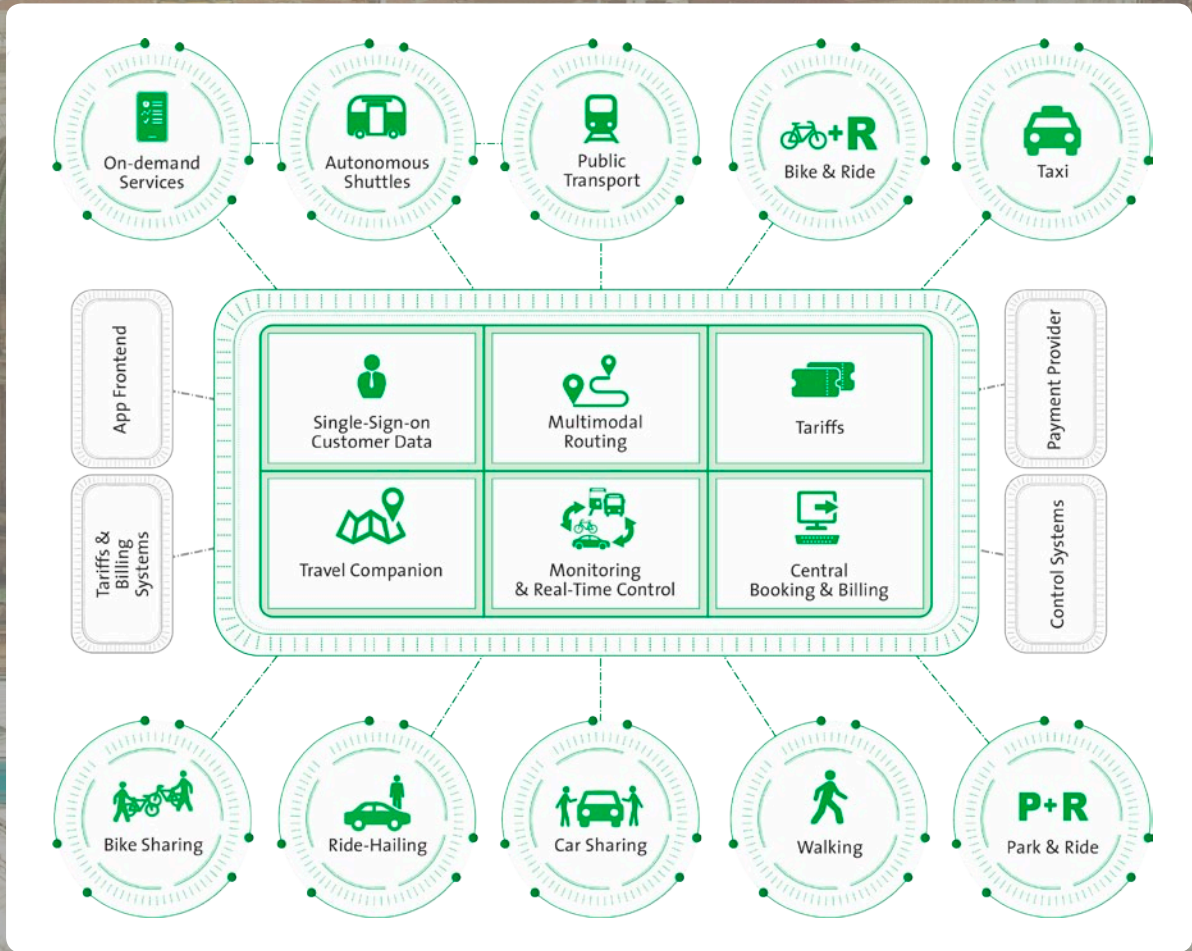 On-demand
Services
Autonomous
Shuttles
Public
Transport
+R
Bike & Ride
Taxi
App Frontend
Tariffs &
Billing
Systems
Single-Sign-on
Customer Data
Multimodal
Routing
Tariffs
Travel Companion
Monitoring
& Real-Time Control
Central
Booking & Billing
Payment Provider
Control Systems
Bike Sharing
Ride-Hailing
Car Sharing
Walking
P+R
Park & Ride